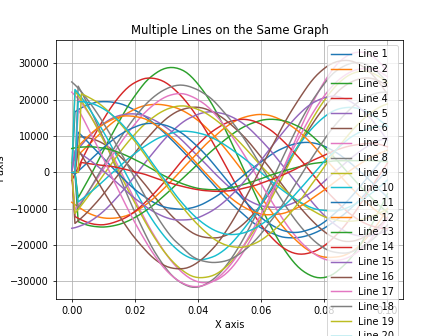 Multiple Lines on the Same Graph
30000
20000
10000
0
−10000
−20000
−30000
0.00
0.02
0.04
0.06
0.08
X axis
Line 1
Line 2
Line 3
Line 4
Line 5
Line 6
Line 7
Line 8
Line 9
Line 10
Line 11
Line 12
Line 13
Line 14
Line 15
Line 16
Line 17
Line 18
Line 19
Line 20